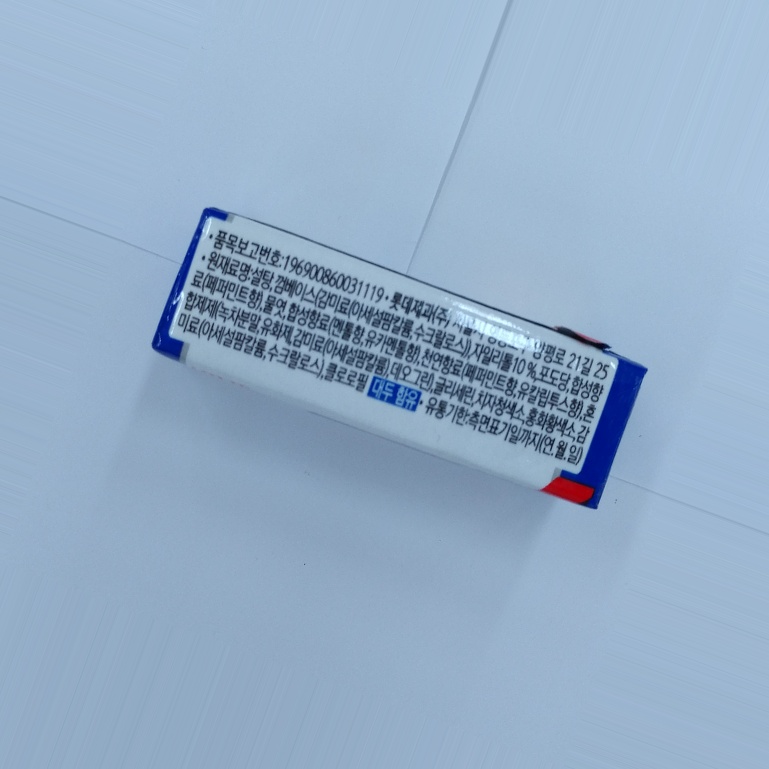 •품목보고번호:196900860031119•롯데제과(주) 21길 25
•원재료명:설탕,껌베이스{감미료(아세설팜칼륨,수크랄로스)},자일리톨10%,포도당,합성향
료(페퍼민트향),물엿,합성향료(멘톨향,유카멘톨향),천연향료(페퍼민트향,유칼립투스향),혼
합제제(녹차분말,유화제,감미료(아세설팜칼륨),데오그린),글리세린,치자청색소,홍화황색소,감
미료(아세설팜칼륨,수크랄로스),클로로필 대두 함유 •유통기한:측면표기일까지(연,월,일)